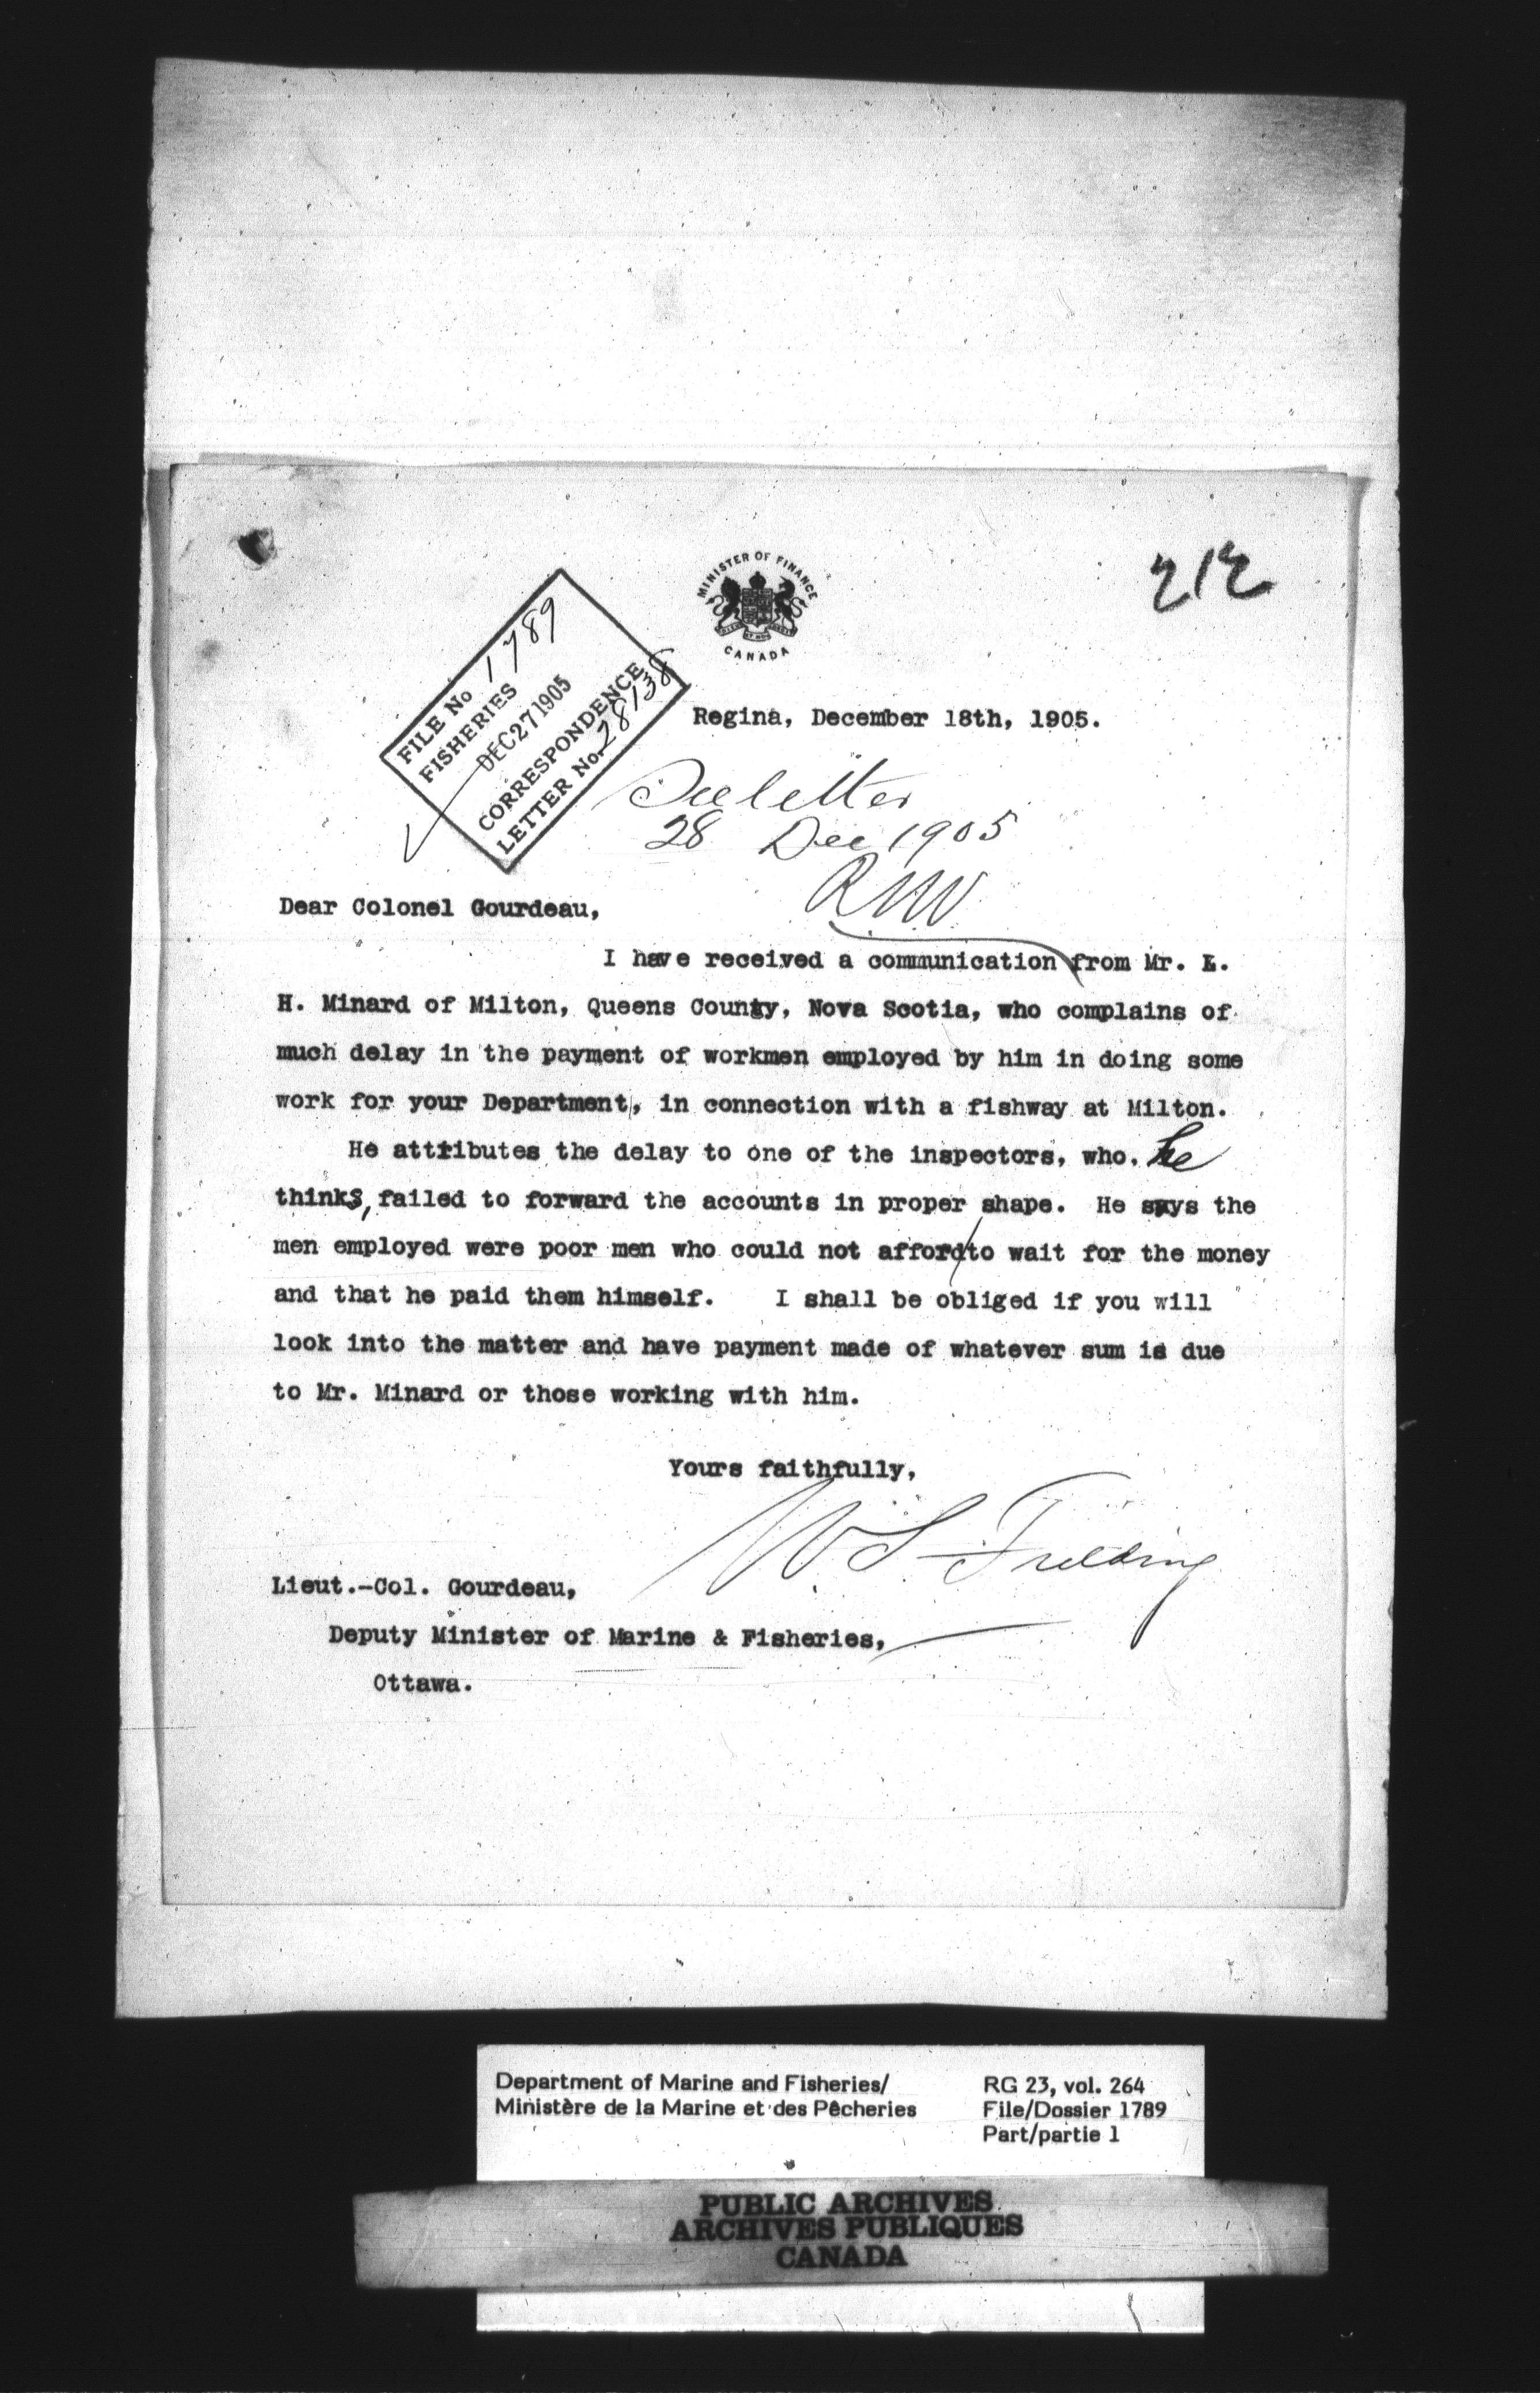 212
MINISTER OF FINANCE
CANADA
FILE No 1789
FISHERIES
DEC 27 1905
CORRESPONDENCE
LETTER No. 28138
Regina, December 18th, 1905.
See letter
28 Dec 1905
Dear Colonel Gourdeau,
I have received a communication from Mr. L.
H. Minard of Milton, Queens County, Nova Scotia, who complains of
much delay in the payment of workmen employed by him in doing some
work for your Department, in connection with a fishway at Milton.
He attributes the delay to one of the inspectors, who, he
thinks, failed to forward the accounts in proper shape. He says the
men employed were poor men who could not afford/to wait for the money
and that he paid them himself. I shall be obliged if you will
look into the matter and have payment made of whatever sum is due
to Mr. Minard or those working with him.
Yours faithfully,
W S Fielding
Lieut.-Col. Gourdeau,
Deputy Minister of Marine & Fisheries,
Ottawa.
Department of Marine and Fisheries/
Ministère de la Marine et des Pêcheries
RG 23, vol. 264
File/Dossier 1789
Part/partie 1
PUBLIC ARCHIVES
ARCHIVES PUBLIQUES
CANADA